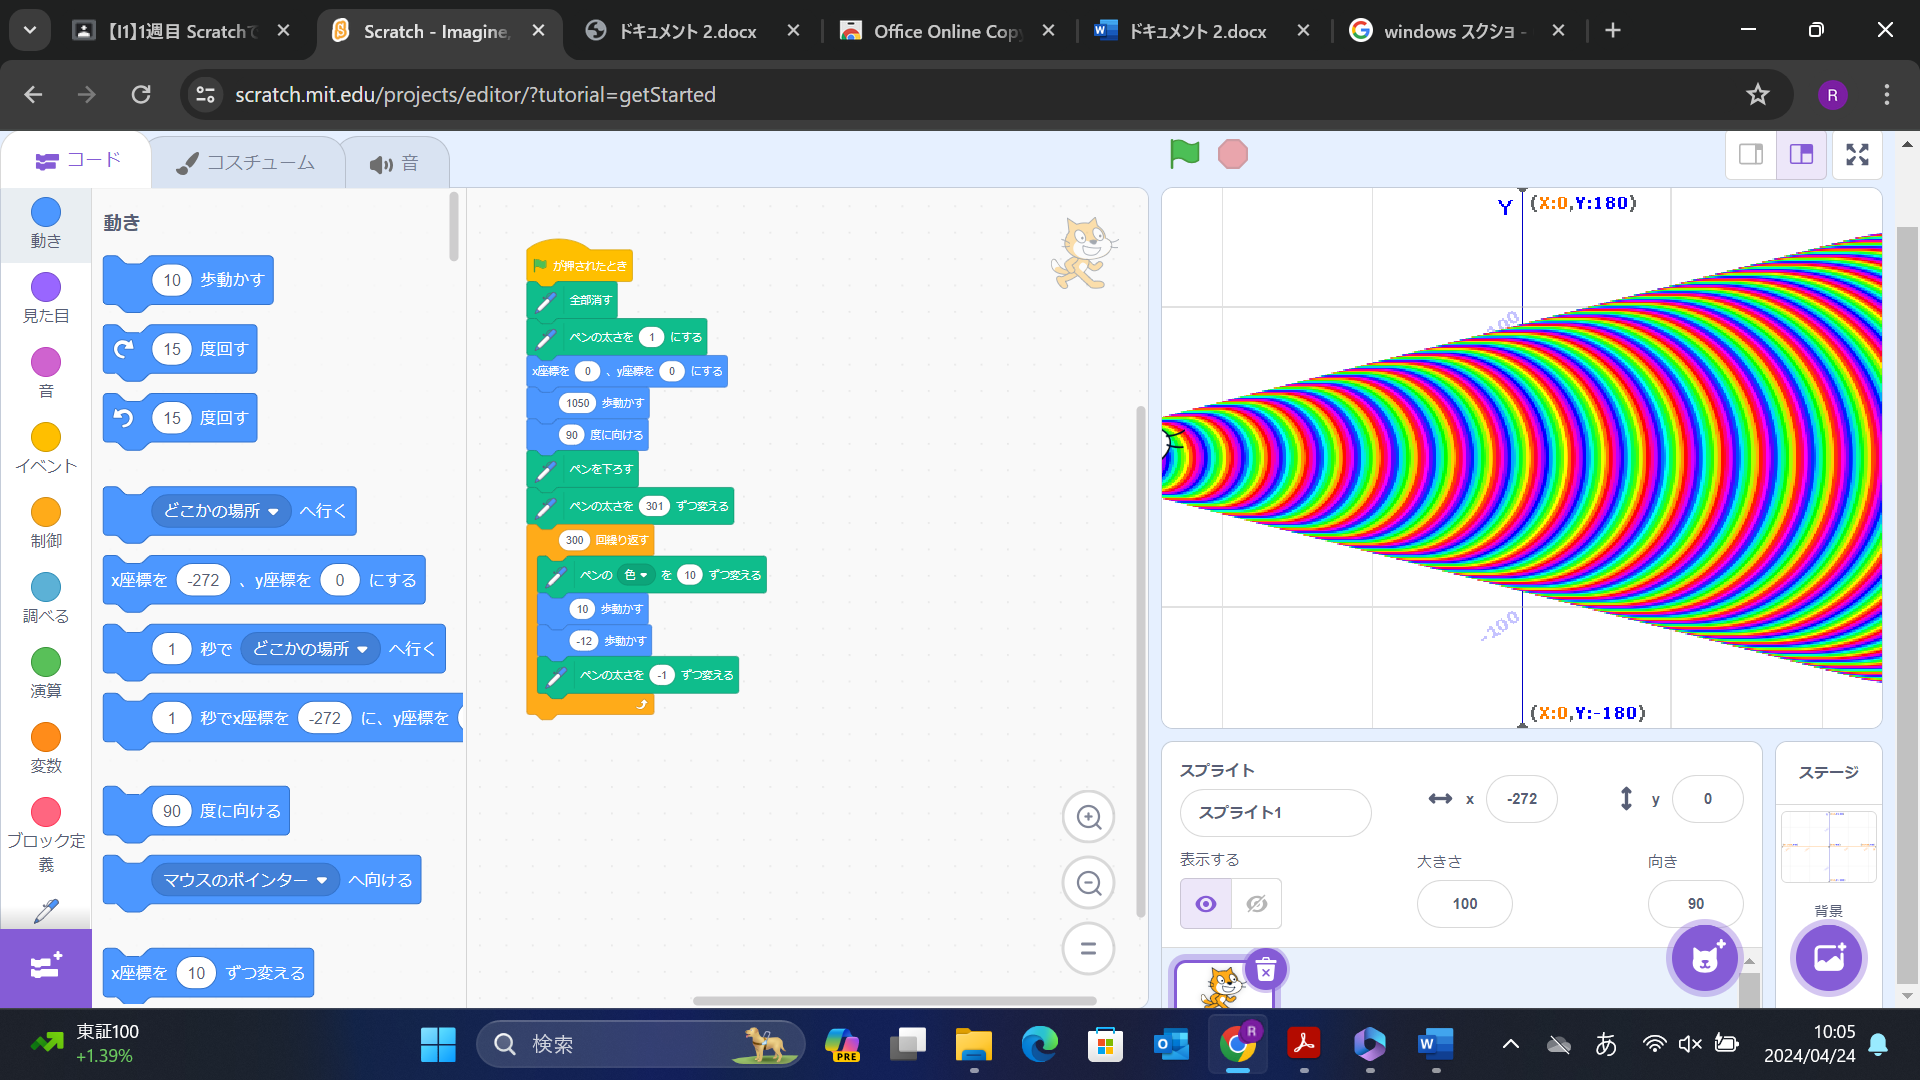 【I1】1週目 Scratchで
Scratch - Imagine,
ドキュメント 2.docx
Office Online Cop
ドキュメント 2.docx
windows スクショ -
scratch.mit.edu/projects/editor/?tutorial=getStarted
R
コード
コスチューム
音
動き
見た目
音
イベント
制御
調べる
演算
変数
ブロック定
義
動き
10 歩動かす
15 度回す
15 度回す
どこかの場所 へ行く
x座標を -272 、y座標を 0 にする
1 秒で どこかの場所 へ行く
1 秒でx座標を -272 に、y座標を
90 度に向ける
マウスのポインター へ向ける
x座標を 10 ずつ変える
が押されたとき
全部消す
ペンの太さを 1 にする
x座標を 0 、y座標を 0 にする
1050 歩動かす
90 度に向ける
ペンを下ろす
ペンの太さを 301 ずつ変える
300 回繰り返す
ペンの 色 を 10 ずつ変える
10 歩動かす
-12 歩動かす
ペンの太さを -1 ずつ変える
Y (X:0,Y:180)
100
-100
(X:0,Y:-180)
スプライト
スプライト1
x -272
y 0
表示する
大きさ
100
向き
90
ステージ
背景
東証100
+1.39%
検索
PRE
R
あ
10:05
2024/04/24